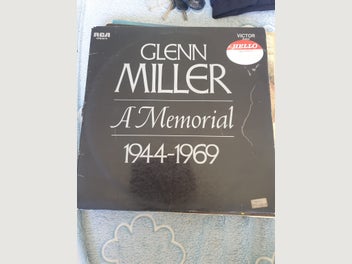 RCA
VICTOR
HELLO
GLENN
MILLER
A Memorial
1944-1969